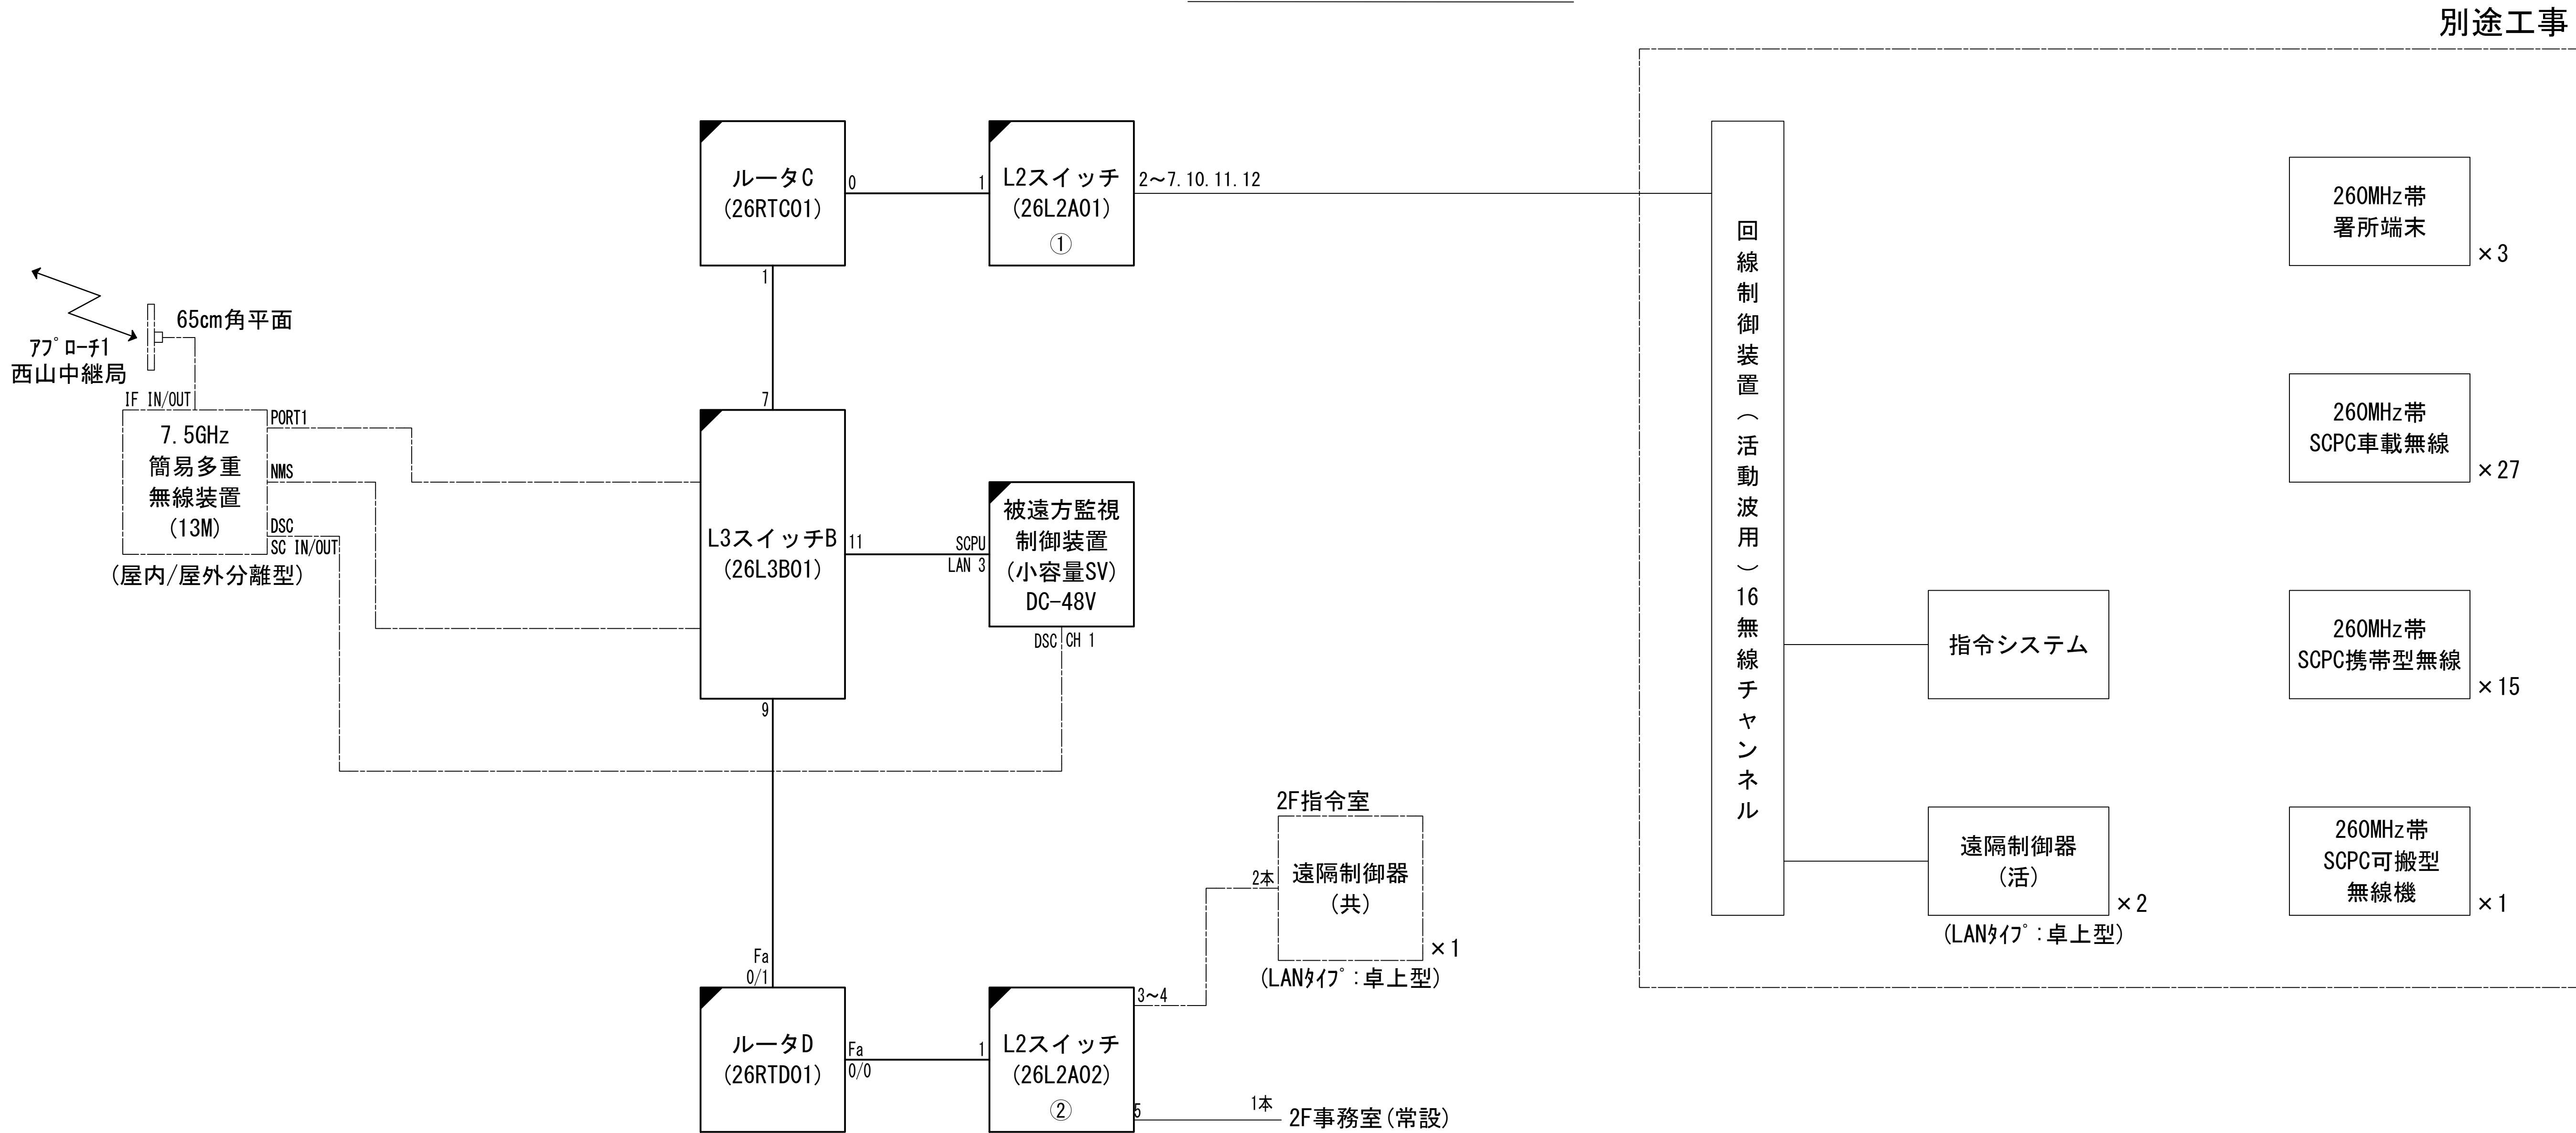 別途工事
ルータC
(26RTC01)
0
1
1
L2スイッチ
(26L2A01)
①
2～7.10.11.12
65cm角平面
ｱﾌﾟﾛｰﾁ1
西山中継局
IF IN/OUT
7.5GHz
簡易多重
無線装置
(13M)
(屋内/屋外分離型)
PORT1
NMS
DSC
SC IN/OUT
7
L3スイッチB
(26L3B01)
11
9
SCPU
LAN 3
被遠方監視
制御装置
(小容量SV)
DC-48V
DSC
CH 1
Fa
0/1
ルータD
(26RTD01)
Fa
0/0
1
L2スイッチ
(26L2A02)
②
3～4
5
2F指令室
2本
遠隔制御器
(共)
×1
(LANﾀｲﾌﾟ:卓上型)
1本
2F事務室(常設)
回線制御装置(活動波用)16無線チャンネル
指令システム
遠隔制御器
(活)
×2
(LANﾀｲﾌﾟ:卓上型)
260MHz帯
署所端末
×3
260MHz帯
SCPC車載無線
×27
260MHz帯
SCPC携帯型無線
×15
260MHz帯
SCPC可搬型
無線機
×1